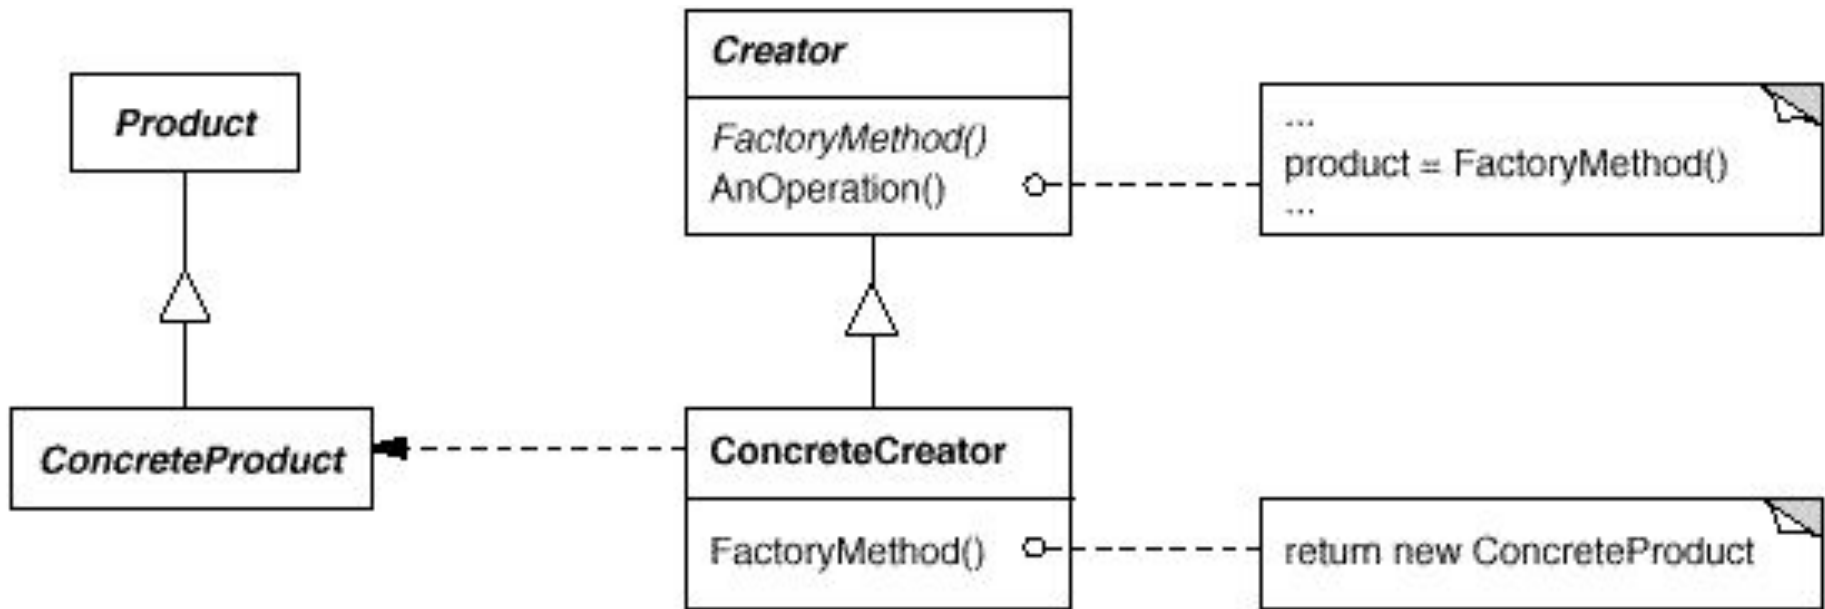 Creator
Product
FactoryMethod()
AnOperation()
...
product = FactoryMethod()
...
ConcreteProduct
ConcreteCreator
FactoryMethod()
return new ConcreteProduct